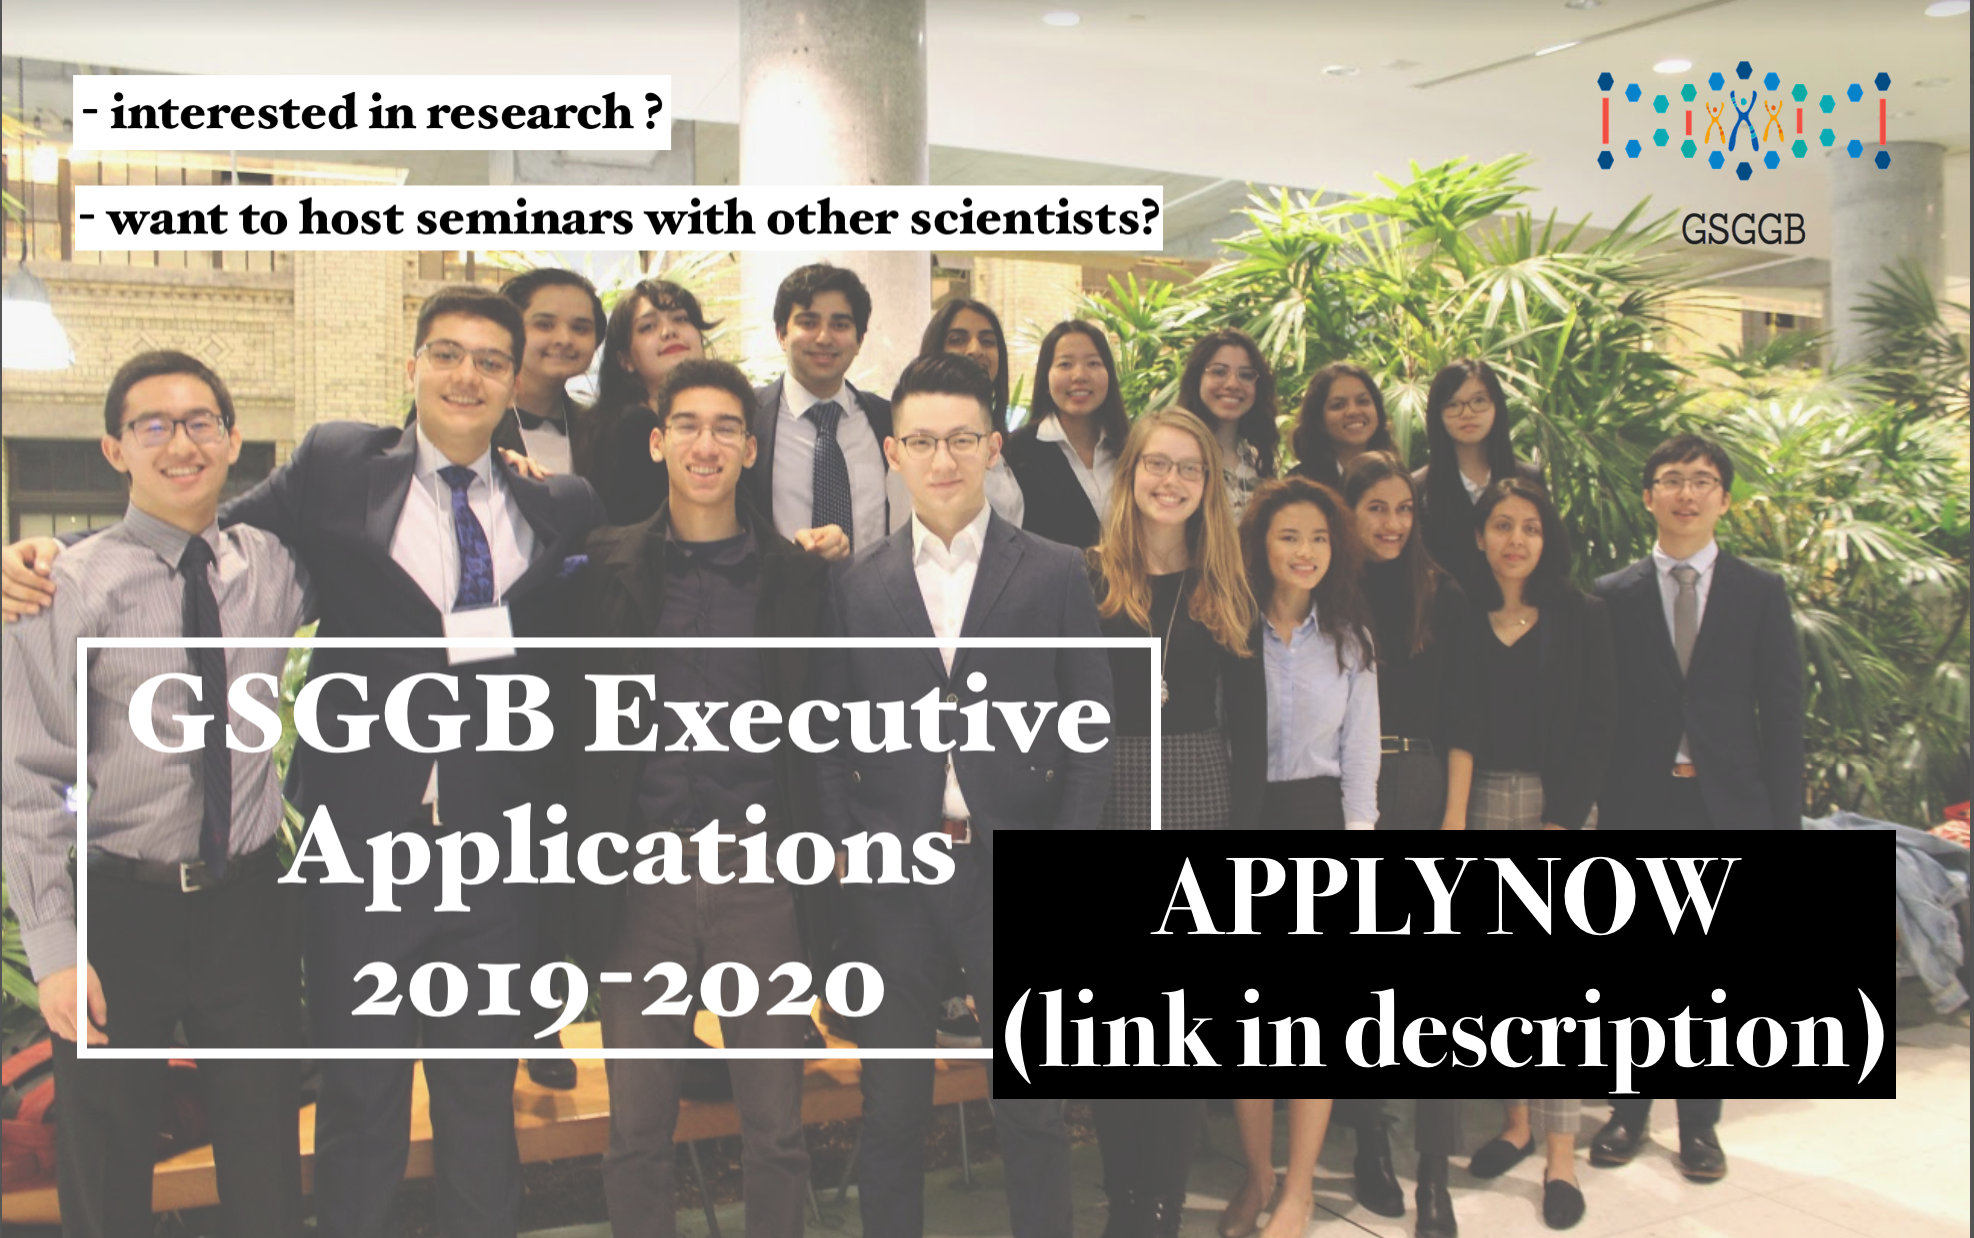 - interested in research ?
- want to host seminars with other scientists?
GSGGB
GSGGB Executive
Applications
2019-2020
APPLY NOW
(link in description)